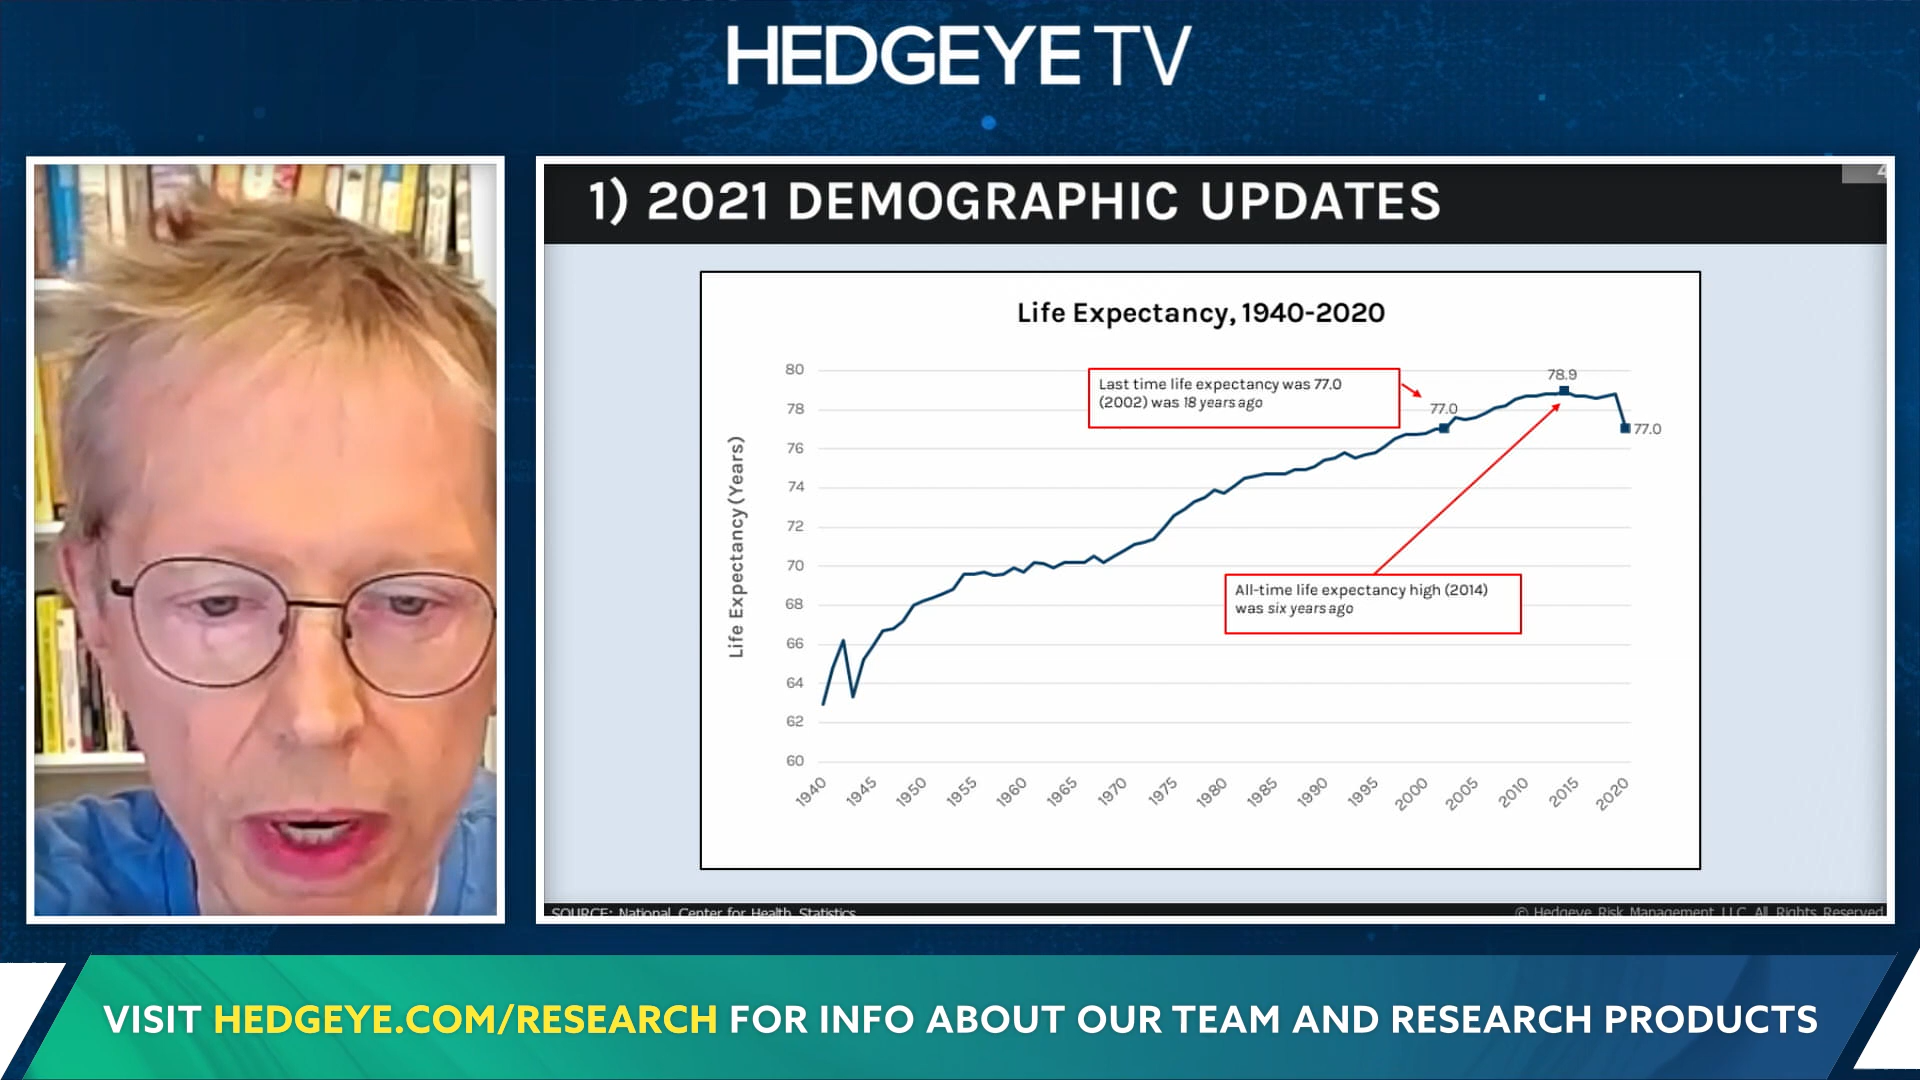 HEDGEYE TV
4
1) 2021 DEMOGRAPHIC UPDATES
Life Expectancy, 1940-2020
Life Expectancy (Years)
80
78
76
74
72
70
68
66
64
62
60
Last time life expectancy was 77.0
(2002) was 18 years ago
77.0
78.9
77.0
All-time life expectancy high (2014)
was six years ago
1940
1945
1950
1955
1960
1965
1970
1975
1980
1985
1990
1995
2000
2005
2010
2015
2020
SOURCE: National Center for Health Statistics
© Hedgeye Risk Management, LLC. All Rights Reserved
VISIT HEDGEYE.COM/RESEARCH FOR INFO ABOUT OUR TEAM AND RESEARCH PRODUCTS